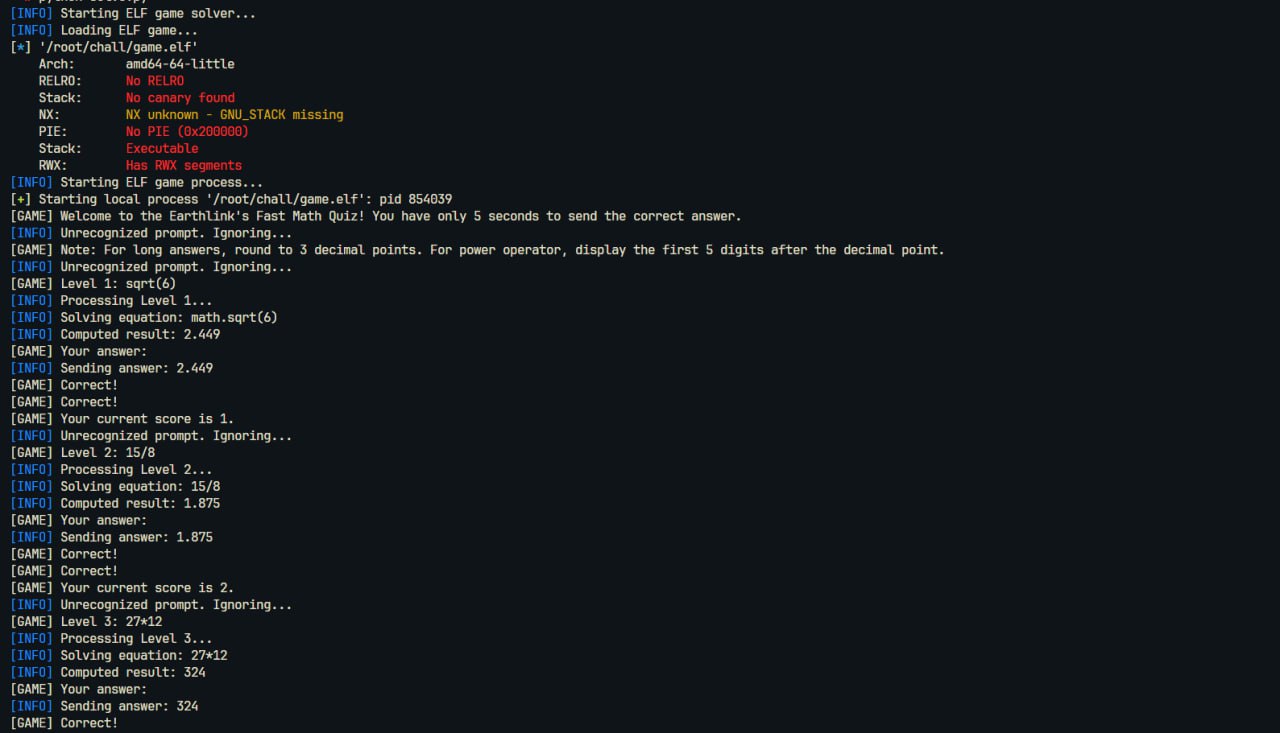 [INFO] Starting ELF game solver...
[INFO] Loading ELF game...
[*] '/root/chall/game.elf'
    Arch:       amd64-64-little
    RELRO:      No RELRO
    Stack:      No canary found
    NX:         NX unknown - GNU_STACK missing
    PIE:        No PIE (0x200000)
    Stack:      Executable
    RWX:        Has RWX segments
[INFO] Starting ELF game process...
[+] Starting local process '/root/chall/game.elf': pid 854039
[GAME] Welcome to the Earthlink's Fast Math Quiz! You have only 5 seconds to send the correct answer.
[INFO] Unrecognized prompt. Ignoring...
[GAME] Note: For long answers, round to 3 decimal points. For power operator, display the first 5 digits after the decimal point.
[INFO] Unrecognized prompt. Ignoring...
[GAME] Level 1: sqrt(6)
[INFO] Processing Level 1...
[INFO] Solving equation: math.sqrt(6)
[INFO] Computed result: 2.449
[GAME] Your answer:
[INFO] Sending answer: 2.449
[GAME] Correct!
[GAME] Correct!
[GAME] Your current score is 1.
[INFO] Unrecognized prompt. Ignoring...
[GAME] Level 2: 15/8
[INFO] Processing Level 2...
[INFO] Solving equation: 15/8
[INFO] Computed result: 1.875
[GAME] Your answer:
[INFO] Sending answer: 1.875
[GAME] Correct!
[GAME] Correct!
[GAME] Your current score is 2.
[INFO] Unrecognized prompt. Ignoring...
[GAME] Level 3: 27*12
[INFO] Processing Level 3...
[INFO] Solving equation: 27*12
[INFO] Computed result: 324
[GAME] Your answer:
[INFO] Sending answer: 324
[GAME] Correct!